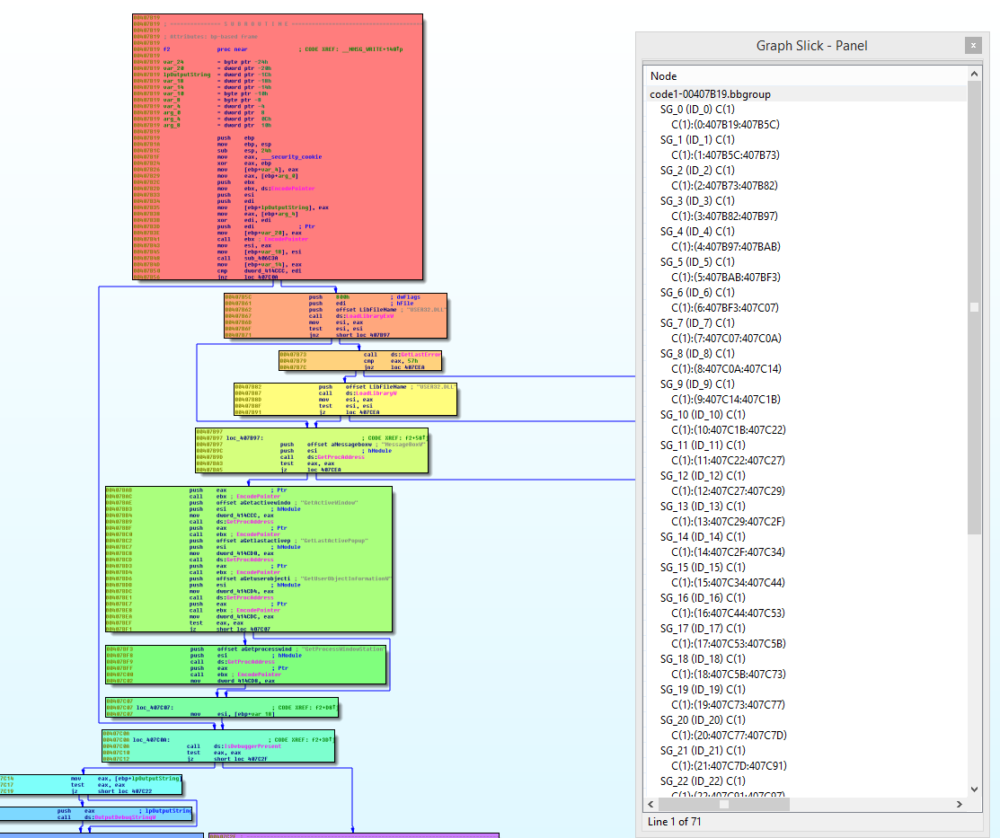 00407B19
00407B19 ; --------------- S U B R O U T I N E ---------------------------------------
00407B19
00407B19 ; Attributes: bp-based frame
00407B19
00407B19 f2 proc near ; CODE XREF: __NMSG_WRITE+140↑p
00407B19
00407B19 var_24 = byte ptr -24h
00407B19 var_20 = dword ptr -20h
00407B19 lpOutputString = dword ptr -1Ch
00407B19 var_18 = dword ptr -18h
00407B19 var_14 = dword ptr -14h
00407B19 var_10 = byte ptr -10h
00407B19 var_8 = byte ptr -8
00407B19 var_4 = dword ptr -4
00407B19 arg_0 = dword ptr 8
00407B19 arg_4 = dword ptr 0Ch
00407B19 arg_8 = dword ptr 10h
00407B19
00407B19 push ebp
00407B1A mov ebp, esp
00407B1C sub esp, 24h
00407B1F mov eax, ___security_cookie
00407B24 xor eax, ebp
00407B26 mov [ebp+var_4], eax
00407B29 mov eax, [ebp+arg_0]
00407B2C push ebx
00407B2D mov ebx, ds:EncodePointer
00407B33 push esi
00407B34 push edi
00407B35 mov [ebp+lpOutputString], eax
00407B38 mov eax, [ebp+arg_4]
00407B3B xor edi, edi
00407B3D push edi ; Ptr
00407B3E mov [ebp+var_20], eax
00407B41 call ebx ; EncodePointer
00407B43 mov esi, eax
00407B45 mov [ebp+var_18], esi
00407B48 call sub_406C3A
00407B4D mov [ebp+var_14], eax
00407B50 cmp dword_414CCC, edi
00407B56 jnz loc_407C0A
00407B5C push 800h ; dwFlags
00407B61 push edi ; hFile
00407B62 push offset LibFileName ; "USER32.DLL"
00407B67 call ds:LoadLibraryExW
00407B6D mov esi, eax
00407B6F test esi, esi
00407B71 jnz short loc_407B97
00407B73 call ds:GetLastError
00407B79 cmp eax, 57h
00407B7C jnz loc_407CEA
00407B82 push offset LibFileName ; "USER32.DLL"
00407B87 call ds:LoadLibraryW
00407B8D mov esi, eax
00407B8F test esi, esi
00407B91 jz loc_407CEA
00407B97
00407B97 loc_407B97: ; CODE XREF: f2+58↑j
00407B97 push offset aMessageboxw ; "MessageBoxW"
00407B9C push esi ; hModule
00407B9D call ds:GetProcAddress
00407BA3 test eax, eax
00407BA5 jz loc_407CEA
00407BAB push eax ; Ptr
00407BAC call ebx ; EncodePointer
00407BAE push offset aGetactivewindo ; "GetActiveWindow"
00407BB3 push esi ; hModule
00407BB4 mov dword_414CCC, eax
00407BB9 call ds:GetProcAddress
00407BBF push eax ; Ptr
00407BC0 call ebx ; EncodePointer
00407BC2 push offset aGetlastactivep ; "GetLastActivePopup"
00407BC7 push esi ; hModule
00407BC8 mov dword_414CD0, eax
00407BCD call ds:GetProcAddress
00407BD3 push eax ; Ptr
00407BD4 call ebx ; EncodePointer
00407BD6 push offset aGetuserobjecti ; "GetUserObjectInformationW"
00407BDB push esi ; hModule
00407BDC mov dword_414CD4, eax
00407BE1 call ds:GetProcAddress
00407BE7 push eax ; Ptr
00407BE8 call ebx ; EncodePointer
00407BEA mov dword_414CDC, eax
00407BEF test eax, eax
00407BF1 jz short loc_407C07
00407BF3 push offset aGetprocesswind ; "GetProcessWindowStation"
00407BF8 push esi ; hModule
00407BF9 call ds:GetProcAddress
00407BFF push eax ; Ptr
00407C00 call ebx ; EncodePointer
00407C02 mov dword_414CD8, eax
00407C07
00407C07 loc_407C07: ; CODE XREF: f2+D8↑j
00407C07 mov esi, [ebp+var_18]
00407C0A
00407C0A loc_407C0A: ; CODE XREF: f2+3D↑j
00407C0A call ds:IsDebuggerPresent
00407C10 test eax, eax
00407C12 jz short loc_407C2F
7C14 mov eax, [ebp+lpOutputString]
7C17 test eax, eax
7C19 jz short loc_407C22
push eax ; lpOutputString
call ds:OutputDebugStringW
Graph Slick - Panel
x
Node
code1-00407B19.bbgroup
SG_0 (ID_0) C(1)
C(1):(0:407B19:407B5C)
SG_1 (ID_1) C(1)
C(1):(1:407B5C:407B73)
SG_2 (ID_2) C(1)
C(1):(2:407B73:407B82)
SG_3 (ID_3) C(1)
C(1):(3:407B82:407B97)
SG_4 (ID_4) C(1)
C(1):(4:407B97:407BAB)
SG_5 (ID_5) C(1)
C(1):(5:407BAB:407BF3)
SG_6 (ID_6) C(1)
C(1):(6:407BF3:407C07)
SG_7 (ID_7) C(1)
C(1):(7:407C07:407C0A)
SG_8 (ID_8) C(1)
C(1):(8:407C0A:407C14)
SG_9 (ID_9) C(1)
C(1):(9:407C14:407C1B)
SG_10 (ID_10) C(1)
C(1):(10:407C1B:407C22)
SG_11 (ID_11) C(1)
C(1):(11:407C22:407C27)
SG_12 (ID_12) C(1)
C(1):(12:407C27:407C29)
SG_13 (ID_13) C(1)
C(1):(13:407C29:407C2F)
SG_14 (ID_14) C(1)
C(1):(14:407C2F:407C34)
SG_15 (ID_15) C(1)
C(1):(15:407C34:407C44)
SG_16 (ID_16) C(1)
C(1):(16:407C44:407C53)
SG_17 (ID_17) C(1)
C(1):(17:407C53:407C5B)
SG_18 (ID_18) C(1)
C(1):(18:407C5B:407C73)
SG_19 (ID_19) C(1)
C(1):(19:407C73:407C77)
SG_20 (ID_20) C(1)
C(1):(20:407C77:407C7D)
SG_21 (ID_21) C(1)
C(1):(21:407C7D:407C91)
SG_22 (ID_22) C(1)
C(1):(22:407C91:407C97)
Line 1 of 71